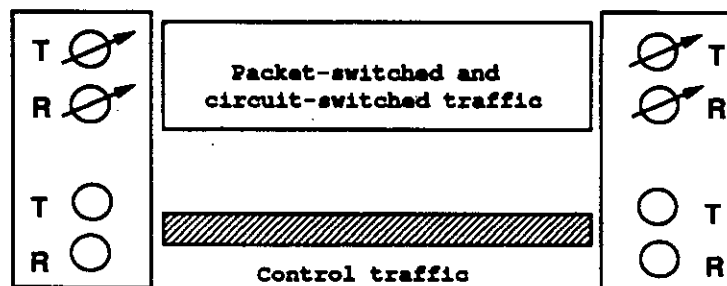 T
Packet-switched and
T
R
circuit-switched traffic
R
T
T
R
Control traffic
R